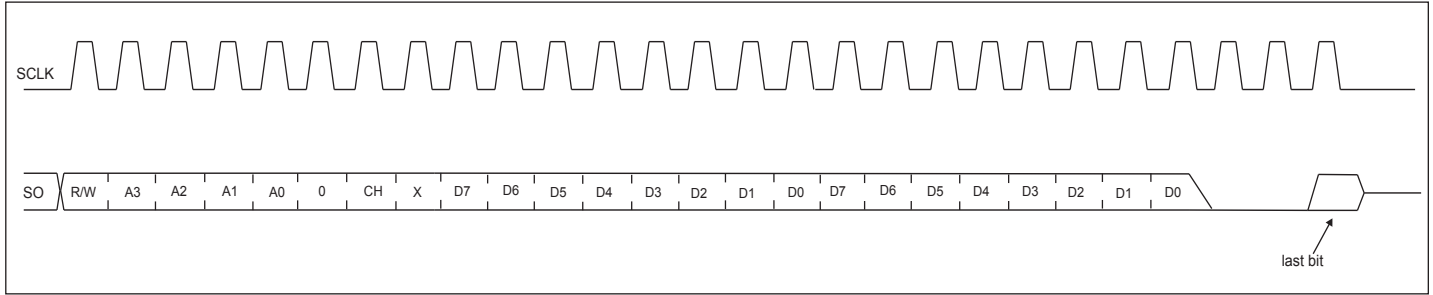 SCLK
SO R/W A3 A2 A1 A0 0 CH X D7 D6 D5 D4 D3 D2 D1 D0 D7 D6 D5 D4 D3 D2 D1 D0
last bit